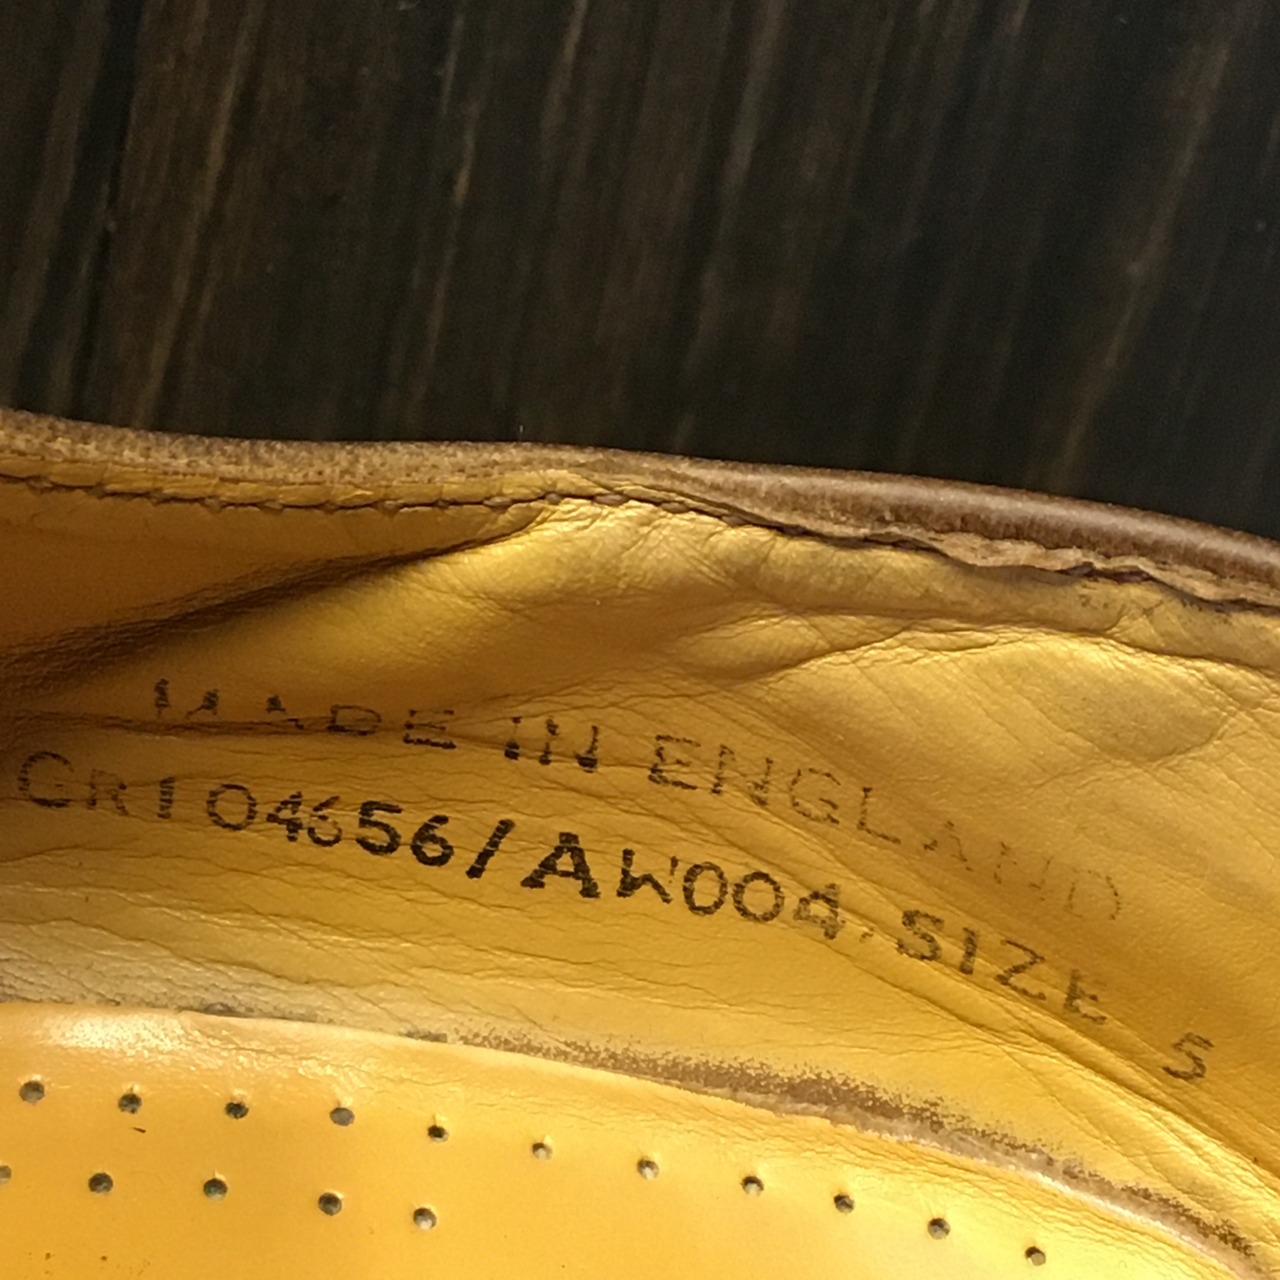 MADE IN ENGLAND
GR104656/AW004. SIZE 5